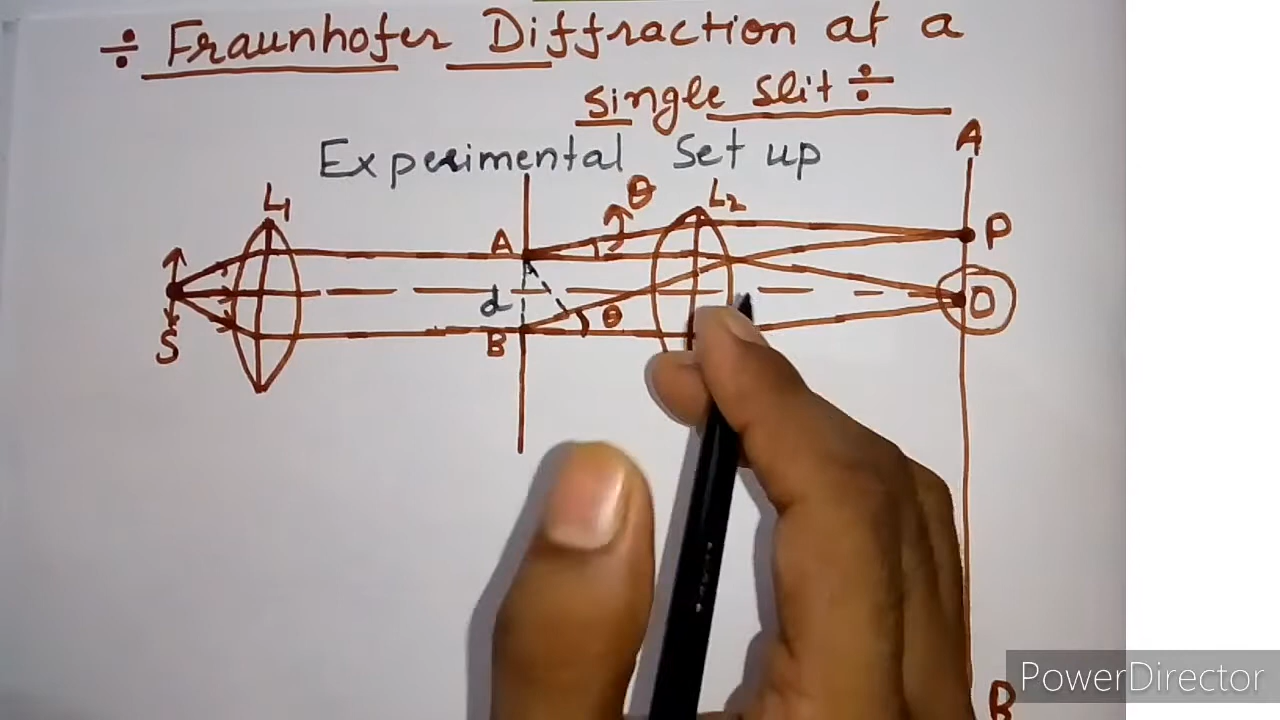 ÷ Fraunhofer Diffraction at a
single slit ÷
Experimental Set up
A
L1
θ
L2
A
P
S
d
θ
O
B
B
PowerDirector